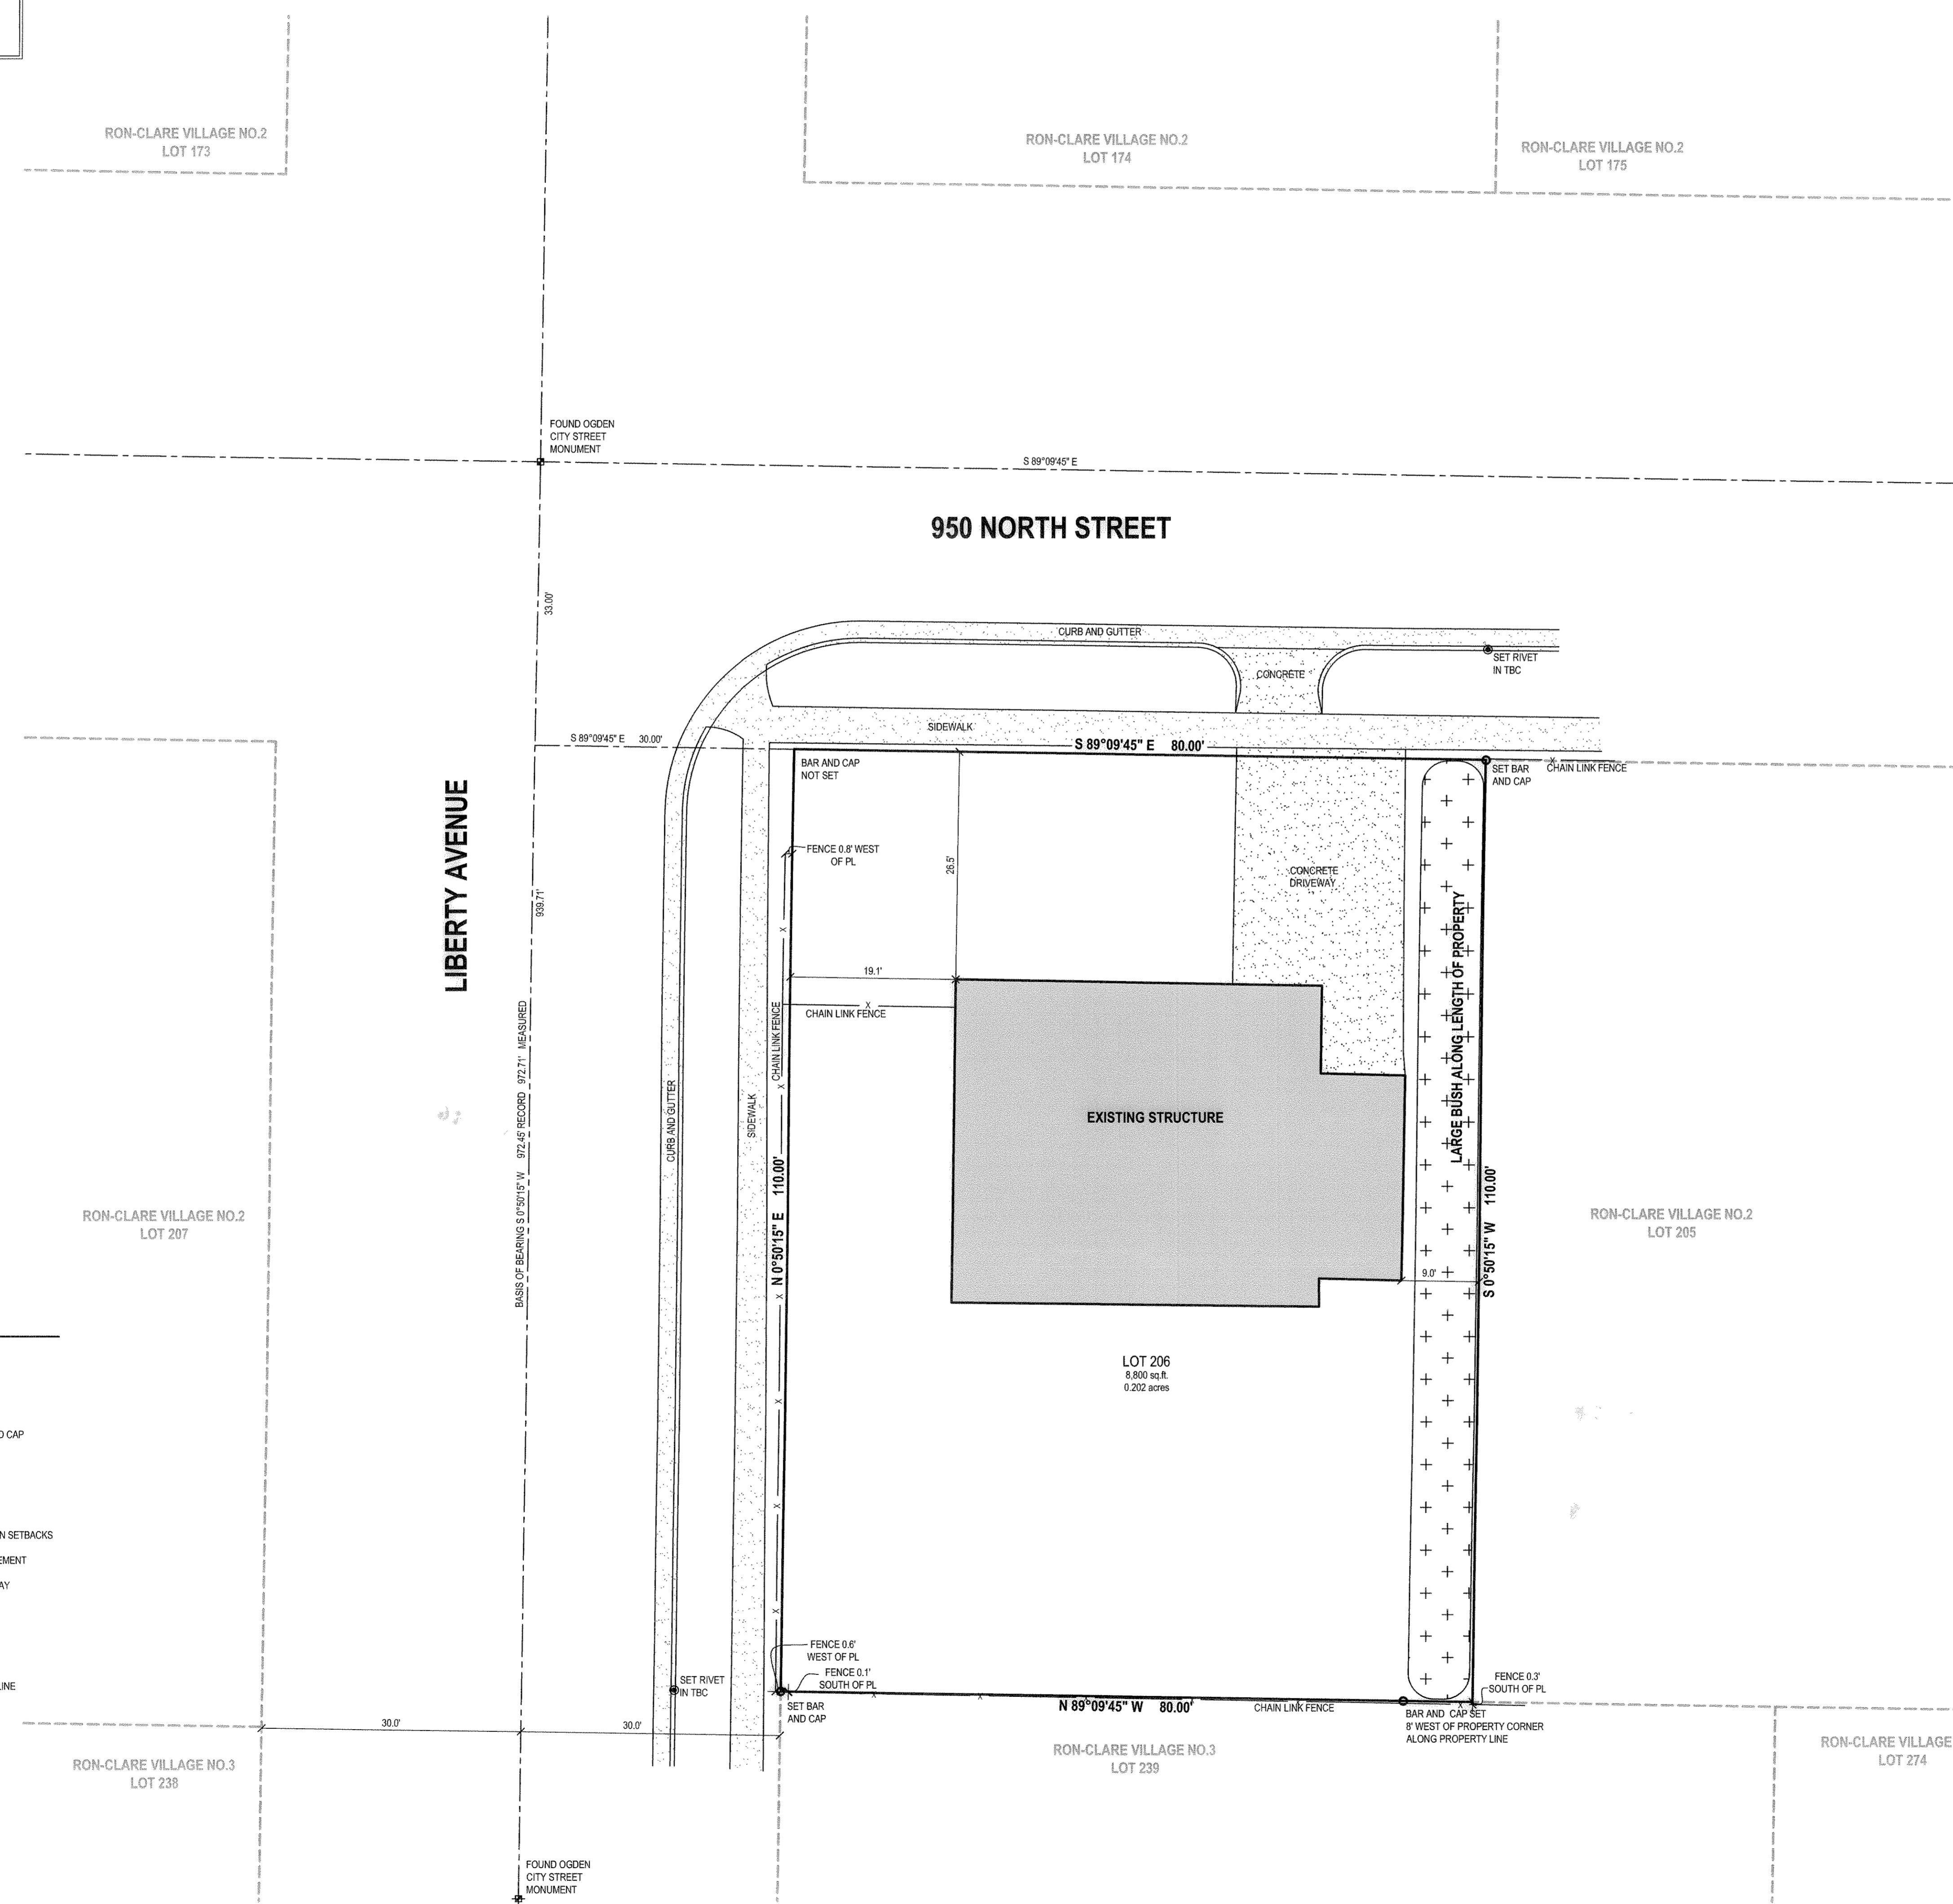 RON-CLARE VILLAGE NO.2
LOT 173
RON-CLARE VILLAGE NO.2
LOT 174
RON-CLARE VILLAGE NO.2
LOT 175
FOUND OGDEN
CITY STREET
MONUMENT
S 89°09'45" E
950 NORTH STREET
33.00'
CURB AND GUTTER
SET RIVET
IN TBC
CONCRETE
SIDEWALK
S 89°09'45" E 30.00'
S 89°09'45" E 80.00'
BAR AND CAP
NOT SET
SET BAR
AND CAP
CHAIN LINK FENCE
LIBERTY AVENUE
939.71'
FENCE 0.8' WEST
OF PL
26.5'
CONCRETE
DRIVEWAY
LARGE BUSH ALONG LENGTH OF PROPERTY
19.1'
CHAIN LINK FENCE
CHAIN LINK FENCE
BASIS OF BEARING S 0°50'15" W 972.45' RECORD 972.71' MEASURED
CURB AND GUTTER
SIDEWALK
EXISTING STRUCTURE
N 0°50'15" E 110.00'
S 0°50'15" W 110.00'
RON-CLARE VILLAGE NO.2
LOT 207
RON-CLARE VILLAGE NO.2
LOT 205
9.0'
LOT 206
8,800 sq.ft.
0.202 acres
D CAP
N SETBACKS
EMENT
AY
INE
FENCE 0.6'
WEST OF PL
FENCE 0.1'
SOUTH OF PL
SET RIVET
IN TBC
SET BAR
AND CAP
N 89°09'45" W 80.00'
CHAIN LINK FENCE
FENCE 0.3'
SOUTH OF PL
BAR AND CAP SET
8' WEST OF PROPERTY CORNER
ALONG PROPERTY LINE
30.0'
30.0'
RON-CLARE VILLAGE NO.3
LOT 238
RON-CLARE VILLAGE NO.3
LOT 239
RON-CLARE VILLAGE
LOT 274
FOUND OGDEN
CITY STREET
MONUMENT